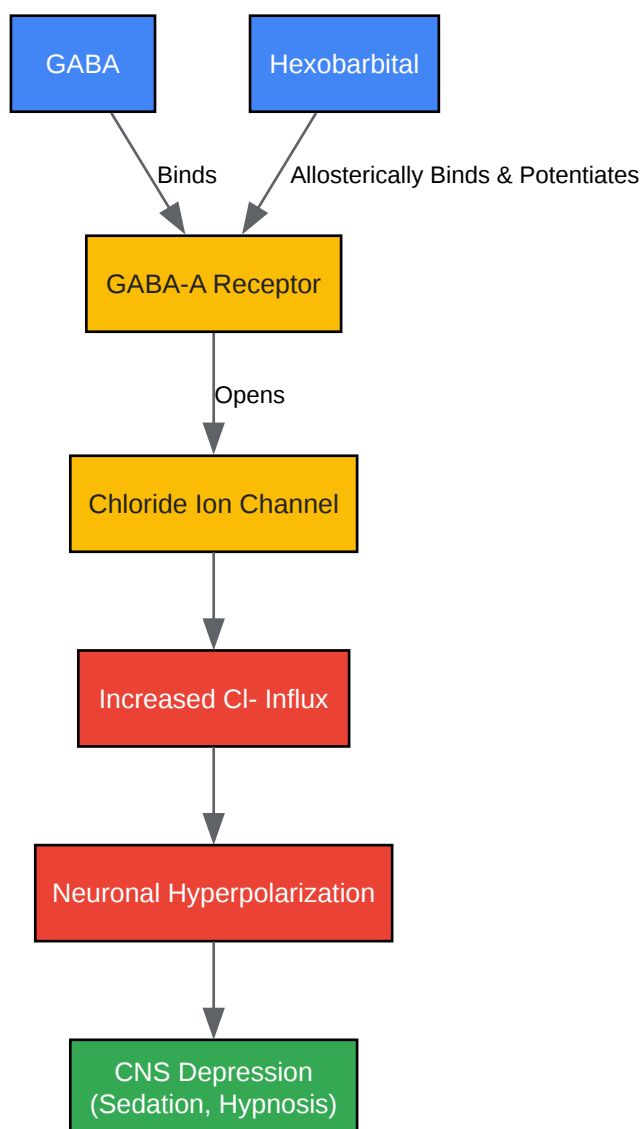 GABA
Hexobarbital
Binds
Allosterically Binds & Potentiates
GABA-A Receptor
Opens
Chloride Ion Channel
Increased Cl- Influx
Neuronal Hyperpolarization
CNS Depression
(Sedation, Hypnosis)